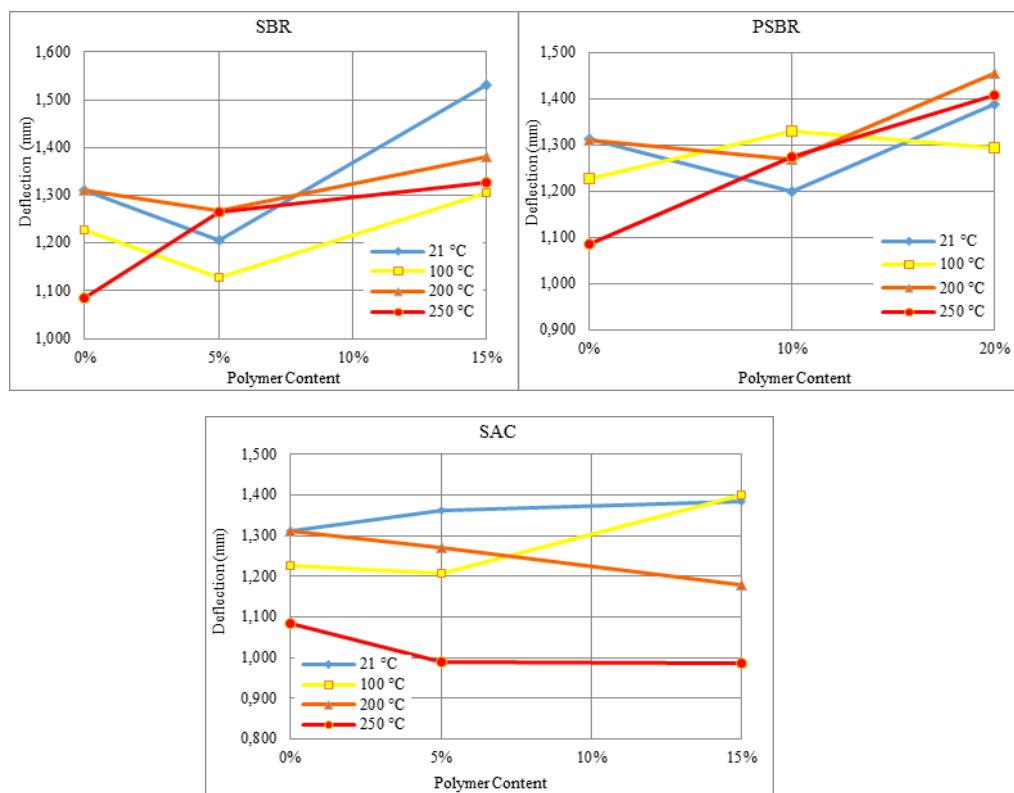 SBR
1,600
1,500
1,400
1,300
1,200
1,100
1,000
Deflection (mm)
0% 5% 10% 15%
Polymer Content
21 °C
100 °C
200 °C
250 °C
PSBR
1,500
1,400
1,300
1,200
1,100
1,000
0,900
Deflection (mm)
0% 10% 20%
Polymer Content
21 °C
100 °C
200 °C
250 °C
SAC
1,500
1,400
1,300
1,200
1,100
1,000
0,900
0,800
Deflection (mm)
0% 5% 10% 15%
Polymer Content
21 °C
100 °C
200 °C
250 °C